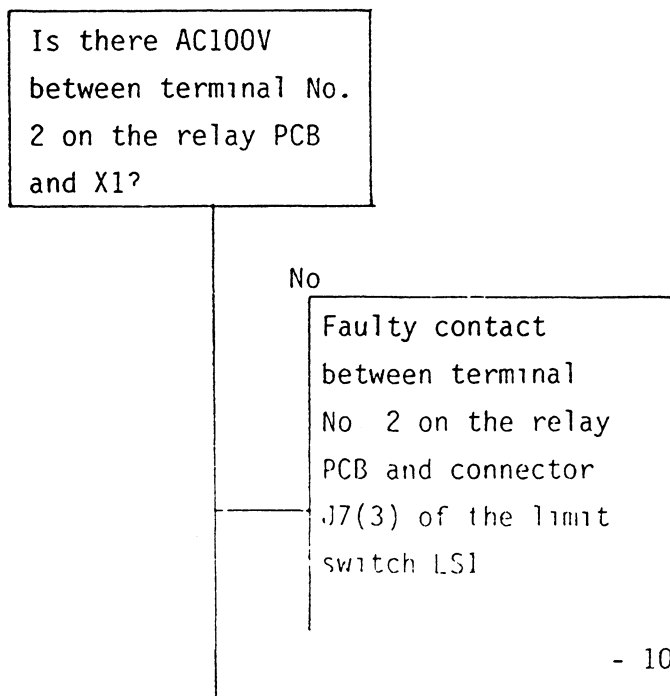 Is there AC100V
between terminal No.
2 on the relay PCB
and X1?
No
Faulty contact
between terminal
No 2 on the relay
PCB and connector
J7(3) of the limit
switch LS1
- 10